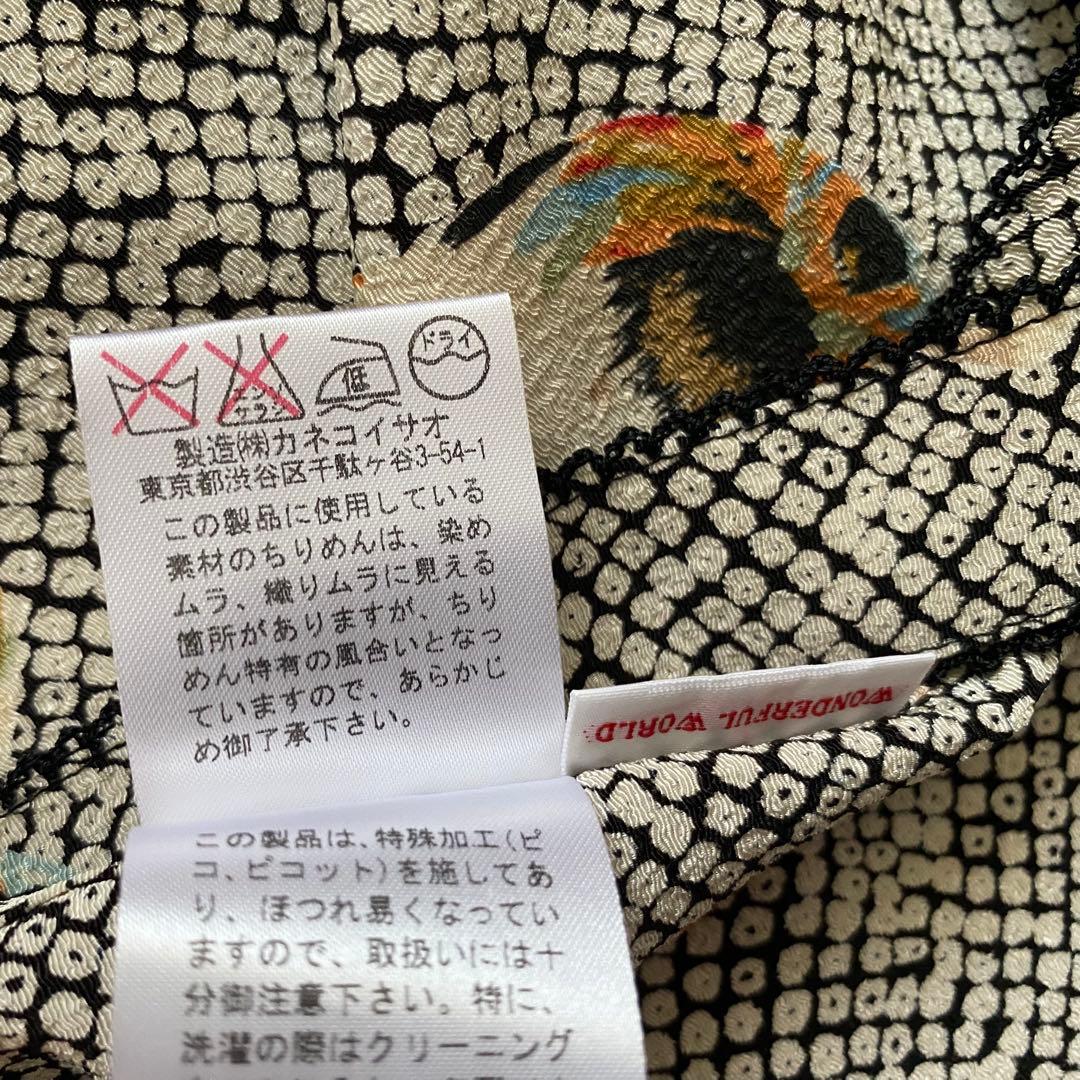 ドライ
低
エンソ
サラシ
製造㈱カネコイサオ
東京都渋谷区千駄ヶ谷3-54-1
この製品に使用している
素材のちりめんは、染め
ムラ、織りムラに見える
箇所がありますが、ちり
めん特有の風合いとなっ
ていますので、あらかじ
め御了承下さい。
WONDERFUL WORLD
この製品は、特殊加工(ピ
コ、ピコット)を施してあ
り、ほつれ易くなってい
ますので、取扱いには十
分御注意下さい。特に、
洗濯の際はクリーニング